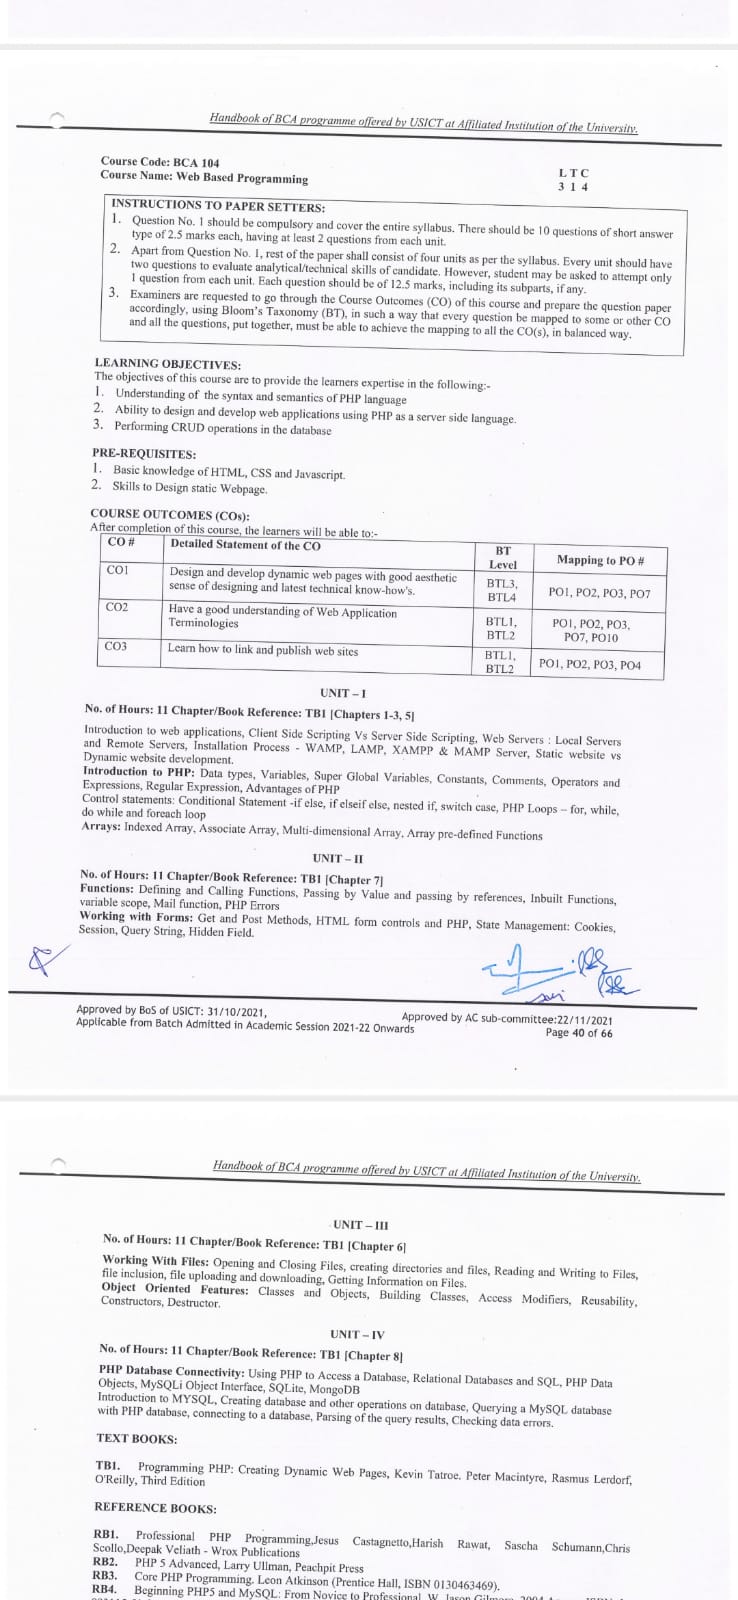 Handbook of BCA programme offered by USICT at Affiliated Institution of the University.
Course Code: BCA 104
Course Name: Web Based Programming
L T C
3 1 4
INSTRUCTIONS TO PAPER SETTERS:
1. Question No. 1 should be compulsory and cover the entire syllabus. There should be 10 questions of short answer
type of 2.5 marks each, having at least 2 questions from each unit.
2. Apart from Question No. 1, rest of the paper shall consist of four units as per the syllabus. Every unit should have
two questions to evaluate analytical/technical skills of candidate. However, student may be asked to attempt only
1 question from each unit. Each question should be of 12.5 marks, including its subparts, if any.
3. Examiners are requested to go through the Course Outcomes (CO) of this course and prepare the question paper
accordingly, using Bloom's Taxonomy (BT), in such a way that every question be mapped to some or other CO
and all the questions, put together, must be able to achieve the mapping to all the CO(s), in balanced way.
LEARNING OBJECTIVES:
The objectives of this course are to provide the learners expertise in the following:-
1. Understanding of the syntax and semantics of PHP language
2. Ability to design and develop web applications using PHP as a server side language.
3. Performing CRUD operations in the database
PRE-REQUISITES:
1. Basic knowledge of HTML, CSS and Javascript.
2. Skills to Design static Webpage.
COURSE OUTCOMES (COs):
After completion of this course, the learners will be able to:-
CO # Detailed Statement of the CO BT Level Mapping to PO #
CO1 Design and develop dynamic web pages with good aesthetic BTL3, PO1, PO2, PO3, PO7
sense of designing and latest technical know-how's. BTL4
CO2 Have a good understanding of Web Application BTL1, PO1, PO2, PO3,
Terminologies BTL2 PO7, PO10
CO3 Learn how to link and publish web sites BTL1, PO1, PO2, PO3, PO4
BTL2
UNIT – I
No. of Hours: 11 Chapter/Book Reference: TB1 [Chapters 1-3, 5]
Introduction to web applications, Client Side Scripting Vs Server Side Scripting, Web Servers : Local Servers
and Remote Servers, Installation Process - WAMP, LAMP, XAMPP & MAMP Server, Static website vs
Dynamic website development.
Introduction to PHP: Data types, Variables, Super Global Variables, Constants, Comments, Operators and
Expressions, Regular Expression, Advantages of PHP
Control statements: Conditional Statement -if else, if elseif else, nested if, switch case, PHP Loops – for, while,
do while and foreach loop
Arrays: Indexed Array, Associate Array, Multi-dimensional Array, Array pre-defined Functions
UNIT – II
No. of Hours: 11 Chapter/Book Reference: TB1 [Chapter 7]
Functions: Defining and Calling Functions, Passing by Value and passing by references, Inbuilt Functions,
variable scope, Mail function, PHP Errors
Working with Forms: Get and Post Methods, HTML form controls and PHP, State Management: Cookies,
Session, Query String, Hidden Field.
Approved by BoS of USICT: 31/10/2021,
Approved by AC sub-committee:22/11/2021
Applicable from Batch Admitted in Academic Session 2021-22 Onwards
Page 40 of 66
Handbook of BCA programme offered by USICT at Affiliated Institution of the University.
UNIT – III
No. of Hours: 11 Chapter/Book Reference: TB1 [Chapter 6]
Working With Files: Opening and Closing Files, creating directories and files, Reading and Writing to Files,
file inclusion, file uploading and downloading, Getting Information on Files.
Object Oriented Features: Classes and Objects, Building Classes, Access Modifiers, Reusability,
Constructors, Destructor.
UNIT – IV
No. of Hours: 11 Chapter/Book Reference: TB1 [Chapter 8]
PHP Database Connectivity: Using PHP to Access a Database, Relational Databases and SQL, PHP Data
Objects, MySQLi Object Interface, SQLite, MongoDB
Introduction to MYSQL, Creating database and other operations on database, Querying a MySQL database
with PHP database, connecting to a database, Parsing of the query results, Checking data errors.
TEXT BOOKS:
TB1. Programming PHP: Creating Dynamic Web Pages, Kevin Tatroe. Peter Macintyre, Rasmus Lerdorf,
O'Reilly, Third Edition
REFERENCE BOOKS:
RB1. Professional PHP Programming,Jesus Castagnetto,Harish Rawat, Sascha Schumann,Chris
Scollo,Deepak Veliath - Wrox Publications
RB2. PHP 5 Advanced, Larry Ullman, Peachpit Press
RB3. Core PHP Programming. Leon Atkinson (Prentice Hall, ISBN 0130463469).
RB4. Beginning PHP5 and MySQL: From Novice to Professional, W. Jason